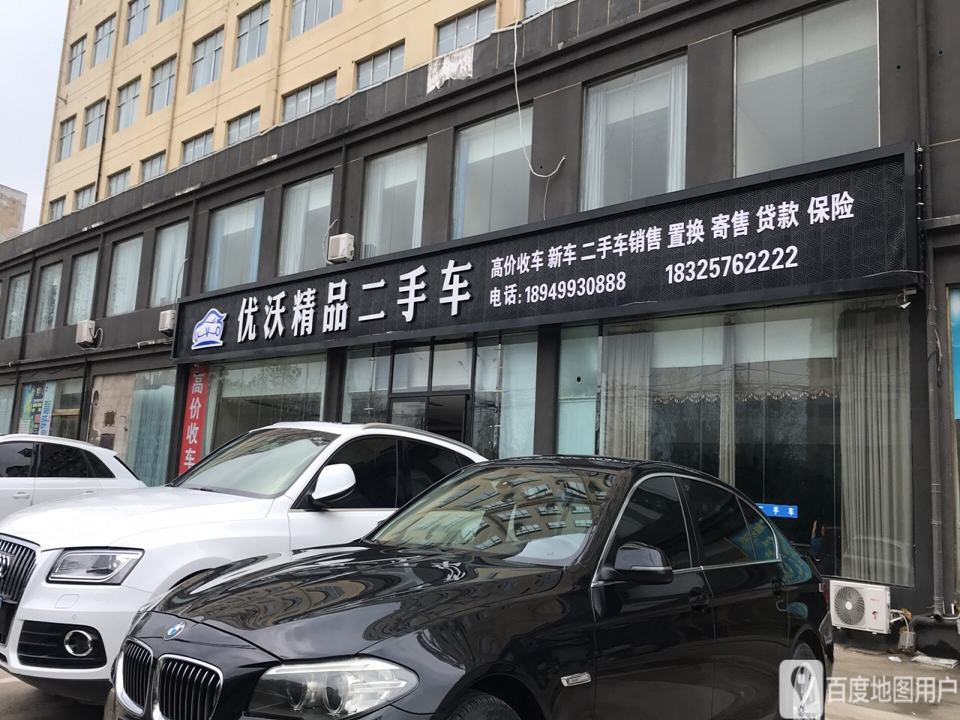 优沃精品二手车
高价收车 新车 二手车销售 置换 寄售 贷款 保险
电话:18949930888 18325762222
高价收车
二手车
百度地图用户